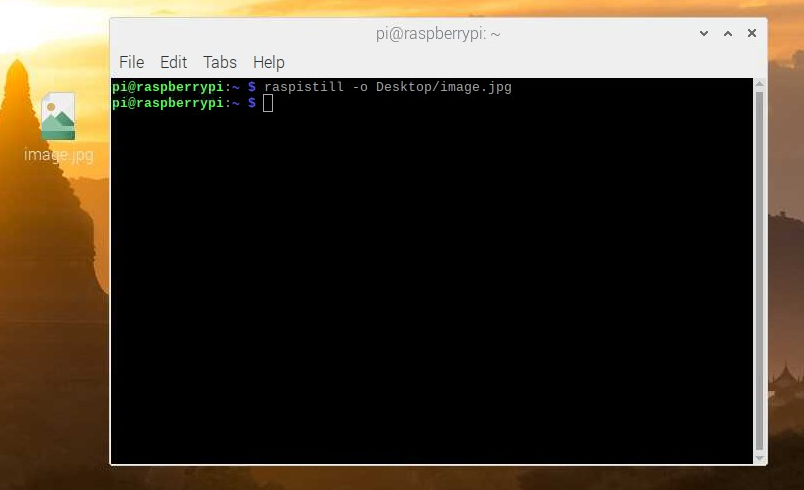 pi@raspberrypi: ~
File Edit Tabs Help
pi@raspberrypi:~ $ raspistill -o Desktop/image.jpg
pi@raspberrypi:~ $
image.jpg